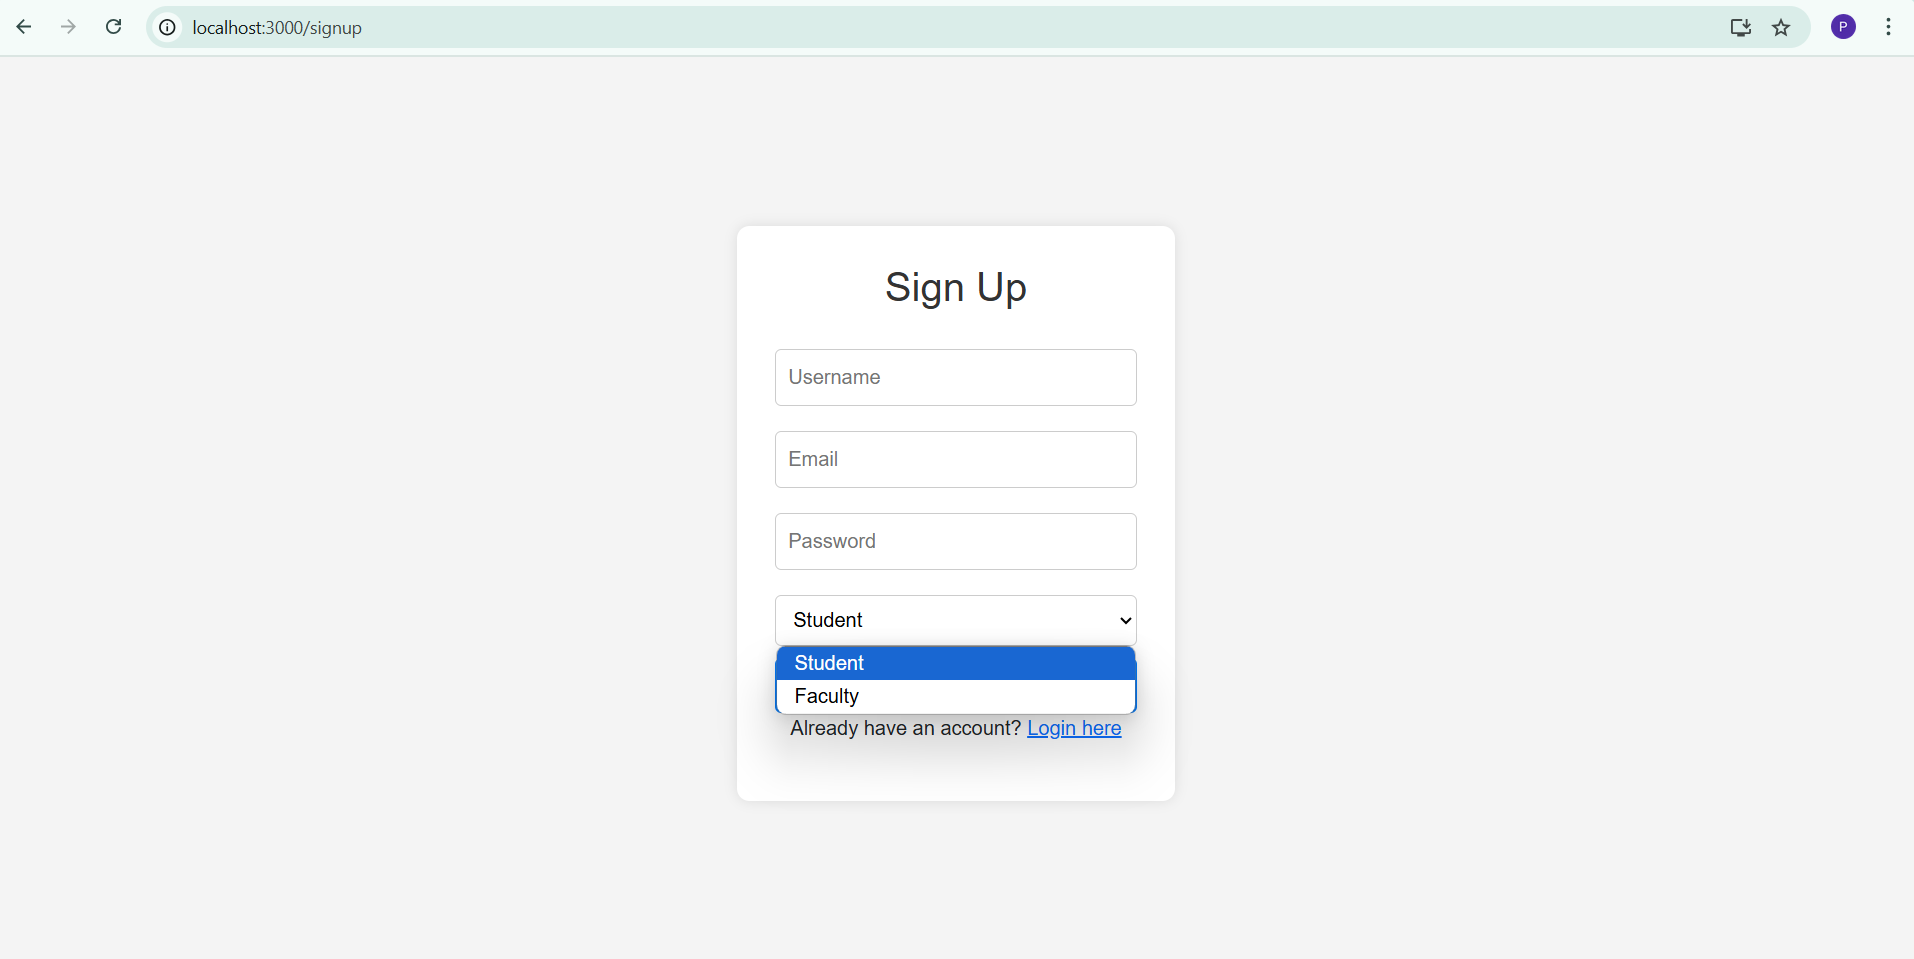 localhost:3000/signup
P
Sign Up
Username
Email
Password
Student
Student
Faculty
Already have an account? Login here